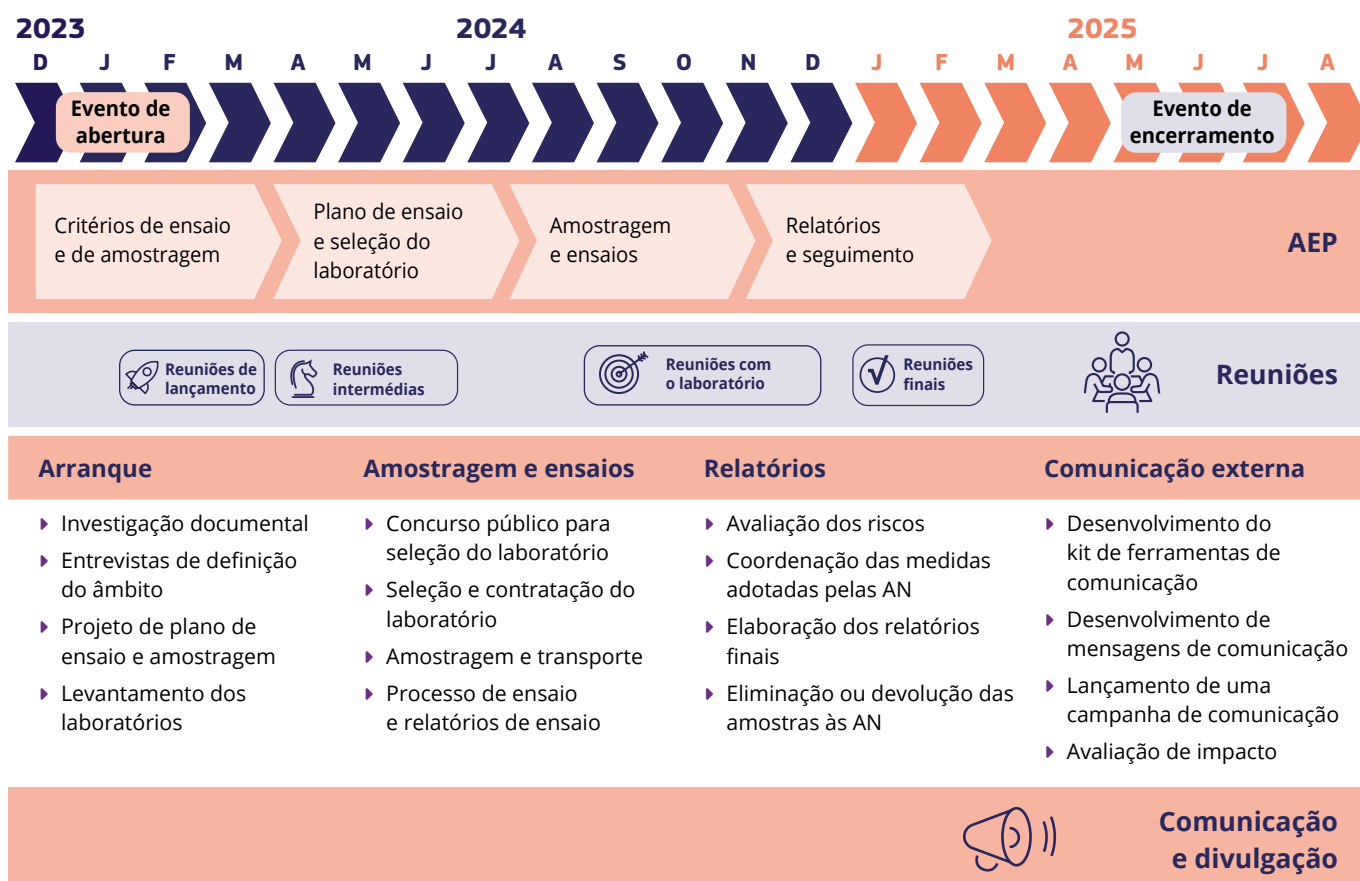 2023
2024
2025
D J F M A M J J A S O N D J F M A M J J A
Evento de
abertura
Evento de
encerramento
Critérios de ensaio
e de amostragem
Plano de ensaio
e seleção do
laboratório
Amostragem
e ensaios
Relatórios
e seguimento
AEP
Reuniões de
lançamento
Reuniões
intermédias
Reuniões com
o laboratório
Reuniões
finais
Reuniões
Arranque
Investigação documental
Entrevistas de definição
do âmbito
Projeto de plano de
ensaio e amostragem
Levantamento dos
laboratórios
Amostragem e ensaios
Concurso público para
seleção do laboratório
Seleção e contratação do
laboratório
Amostragem e transporte
Processo de ensaio
e relatórios de ensaio
Relatórios
Avaliação dos riscos
Coordenação das medidas
adotadas pelas AN
Elaboração dos relatórios
finais
Eliminação ou devolução das
amostras às AN
Comunicação externa
Desenvolvimento do
kit de ferramentas de
comunicação
Desenvolvimento de
mensagens de comunicação
Lançamento de uma
campanha de comunicação
Avaliação de impacto
Comunicação
e divulgação